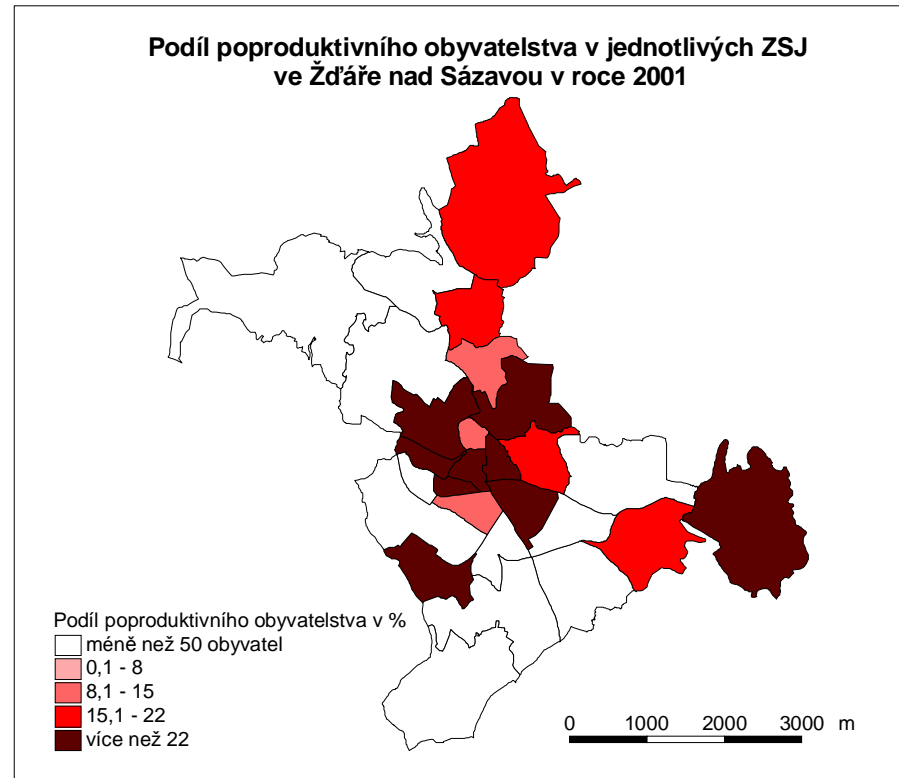 Podíl poproduktivního obyvatelstva v jednotlivých ZSJ
ve Žďáře nad Sázavou v roce 2001
Podíl poproduktivního obyvatelstva v %
méně než 50 obyvatel
0,1 - 8
8,1 - 15
15,1 - 22
více než 22
0 1000 2000 3000 m